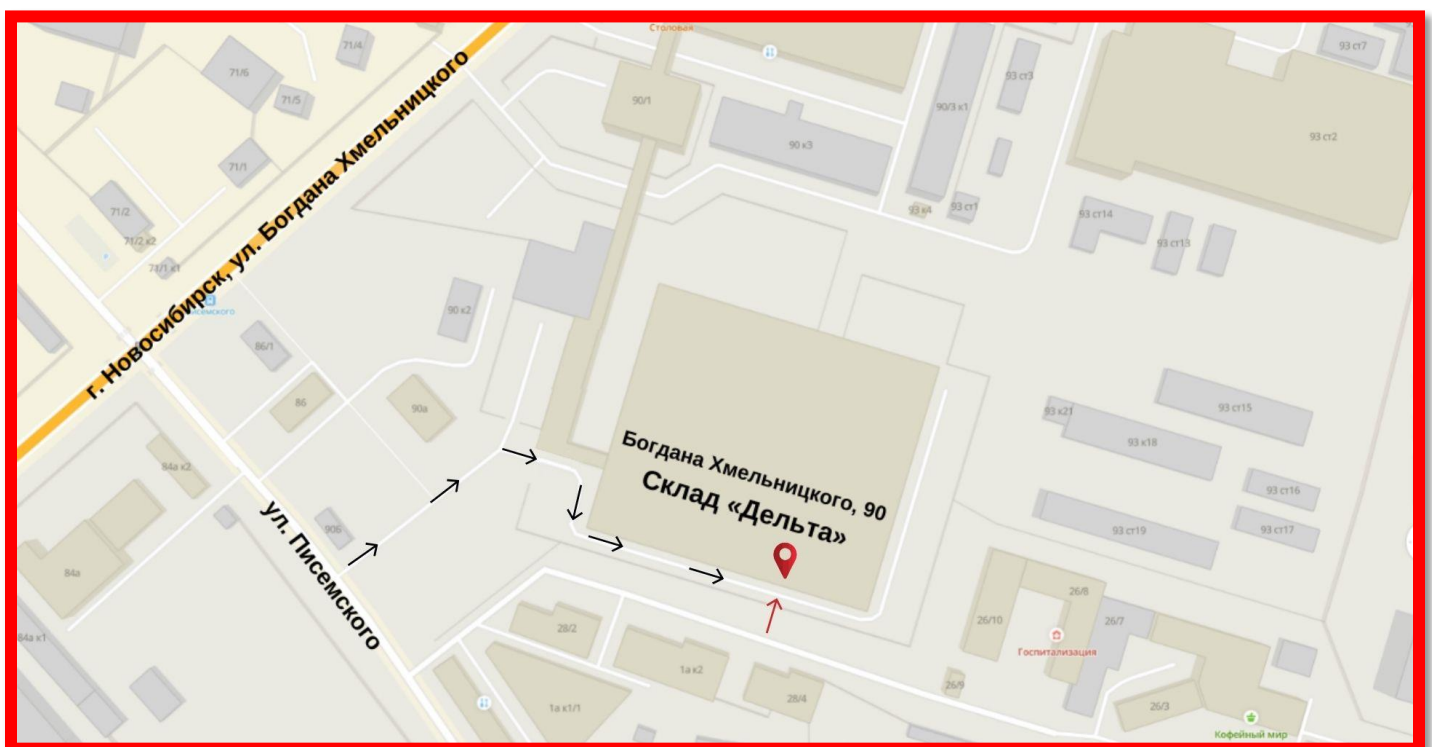 Столовая
71/4
93 ст7
71/6
93 ст3
71/5
90/1
90/3 к1
93 ст2
90 к3
71/1
г. Новосибирск, ул. Богдана Хмельницкого
71/2
93 к4
93 ст1
93 ст14
71/2 к2
93 ст13
71/1 к1
90 к2
86/1
86
90а
93 к21
93 ст15
93 к18
Богдана Хмельницкого, 90
Склад «Дельта»
84а к2
93 ст16
ул. Писемского
90Б
93 ст19
93 ст17
84а
26/8
26/10
26/7
28/2
84а к1
Госпитализация
1а к2
26/9
28/4
1а к1/1
26/3
Кофейный мир